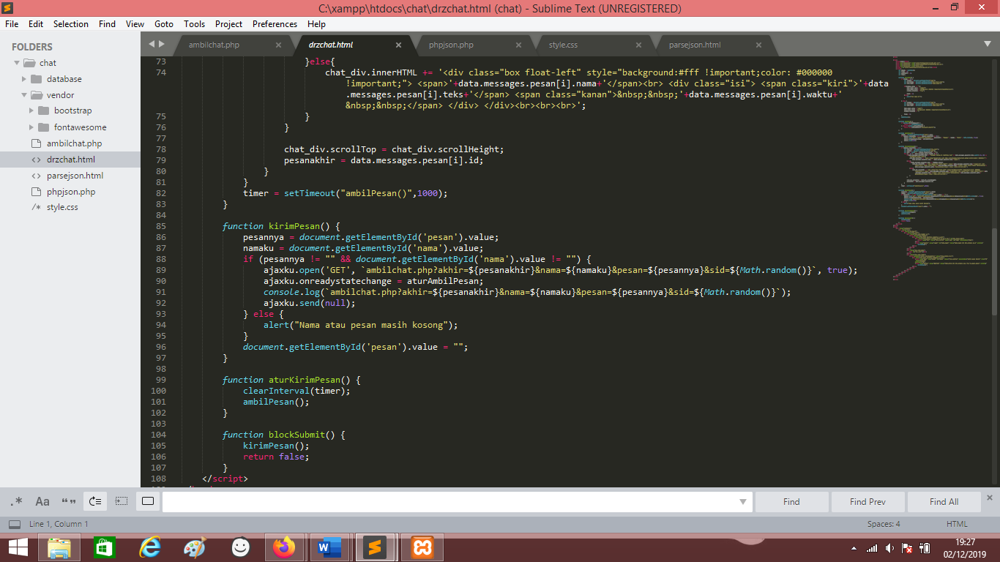 C:\xampp\htdocs\chat\drzchat.html (chat) - Sublime Text (UNREGISTERED)
File Edit Selection Find View Goto Tools Project Preferences Help
FOLDERS
chat
database
vendor
bootstrap
fontawesome
ambilchat.php
drzchat.html
parsejson.html
phpjson.php
style.css
ambilchat.php drzchat.html phpjson.php style.css parsejson.html
73 }else{
74 chat_div.innerHTML += '<div class="box float-left" style="background:#fff !important;color: #000000
!important;"> <span>'+data.messages.pesan[i].nama+'</span><br> <div class="isi"> <span class="kiri">'+data
.messages.pesan[i].teks+'</span> <span class="kanan">&nbsp;&nbsp;'+data.messages.pesan[i].waktu+'
&nbsp;&nbsp;</span> </div> </div><br><br><br>';
75 }
76 }
77
78 chat_div.scrollTop = chat_div.scrollHeight;
79 pesanakhir = data.messages.pesan[i].id;
80 }
81 }
82 timer = setTimeout("ambilPesan()",1000);
83 }
84
85 function kirimPesan() {
86 pesannya = document.getElementById('pesan').value;
87 namaku = document.getElementById('nama').value;
88 if (pesannya != "" && document.getElementById('nama').value != "") {
89 ajaxku.open('GET', `ambilchat.php?akhir=${pesanakhir}&nama=${namaku}&pesan=${pesannya}&sid=${Math.random()}`, true);
90 ajaxku.onreadystatechange = aturAmbilPesan;
91 console.log(`ambilchat.php?akhir=${pesanakhir}&nama=${namaku}&pesan=${pesannya}&sid=${Math.random()}`);
92 ajaxku.send(null);
93 } else {
94 alert("Nama atau pesan masih kosong");
95 }
96 document.getElementById('pesan').value = "";
97 }
98
99 function aturKirimPesan() {
100 clearInterval(timer);
101 ambilPesan();
102 }
103
104 function blockSubmit() {
105 kirimPesan();
106 return false;
107 }
108 </script>
.* Aa “” Find Find Prev Find All
Line 1, Column 1 Spaces: 4 HTML
19:27
02/12/2019